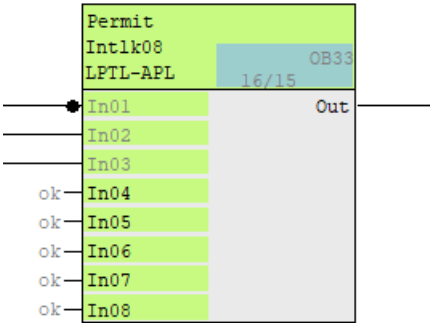 Permit
Intlk08
LPTL-APL
OB33
16/15
In01 Out
In02
In03
ok In04
ok In05
ok In06
ok In07
ok In08